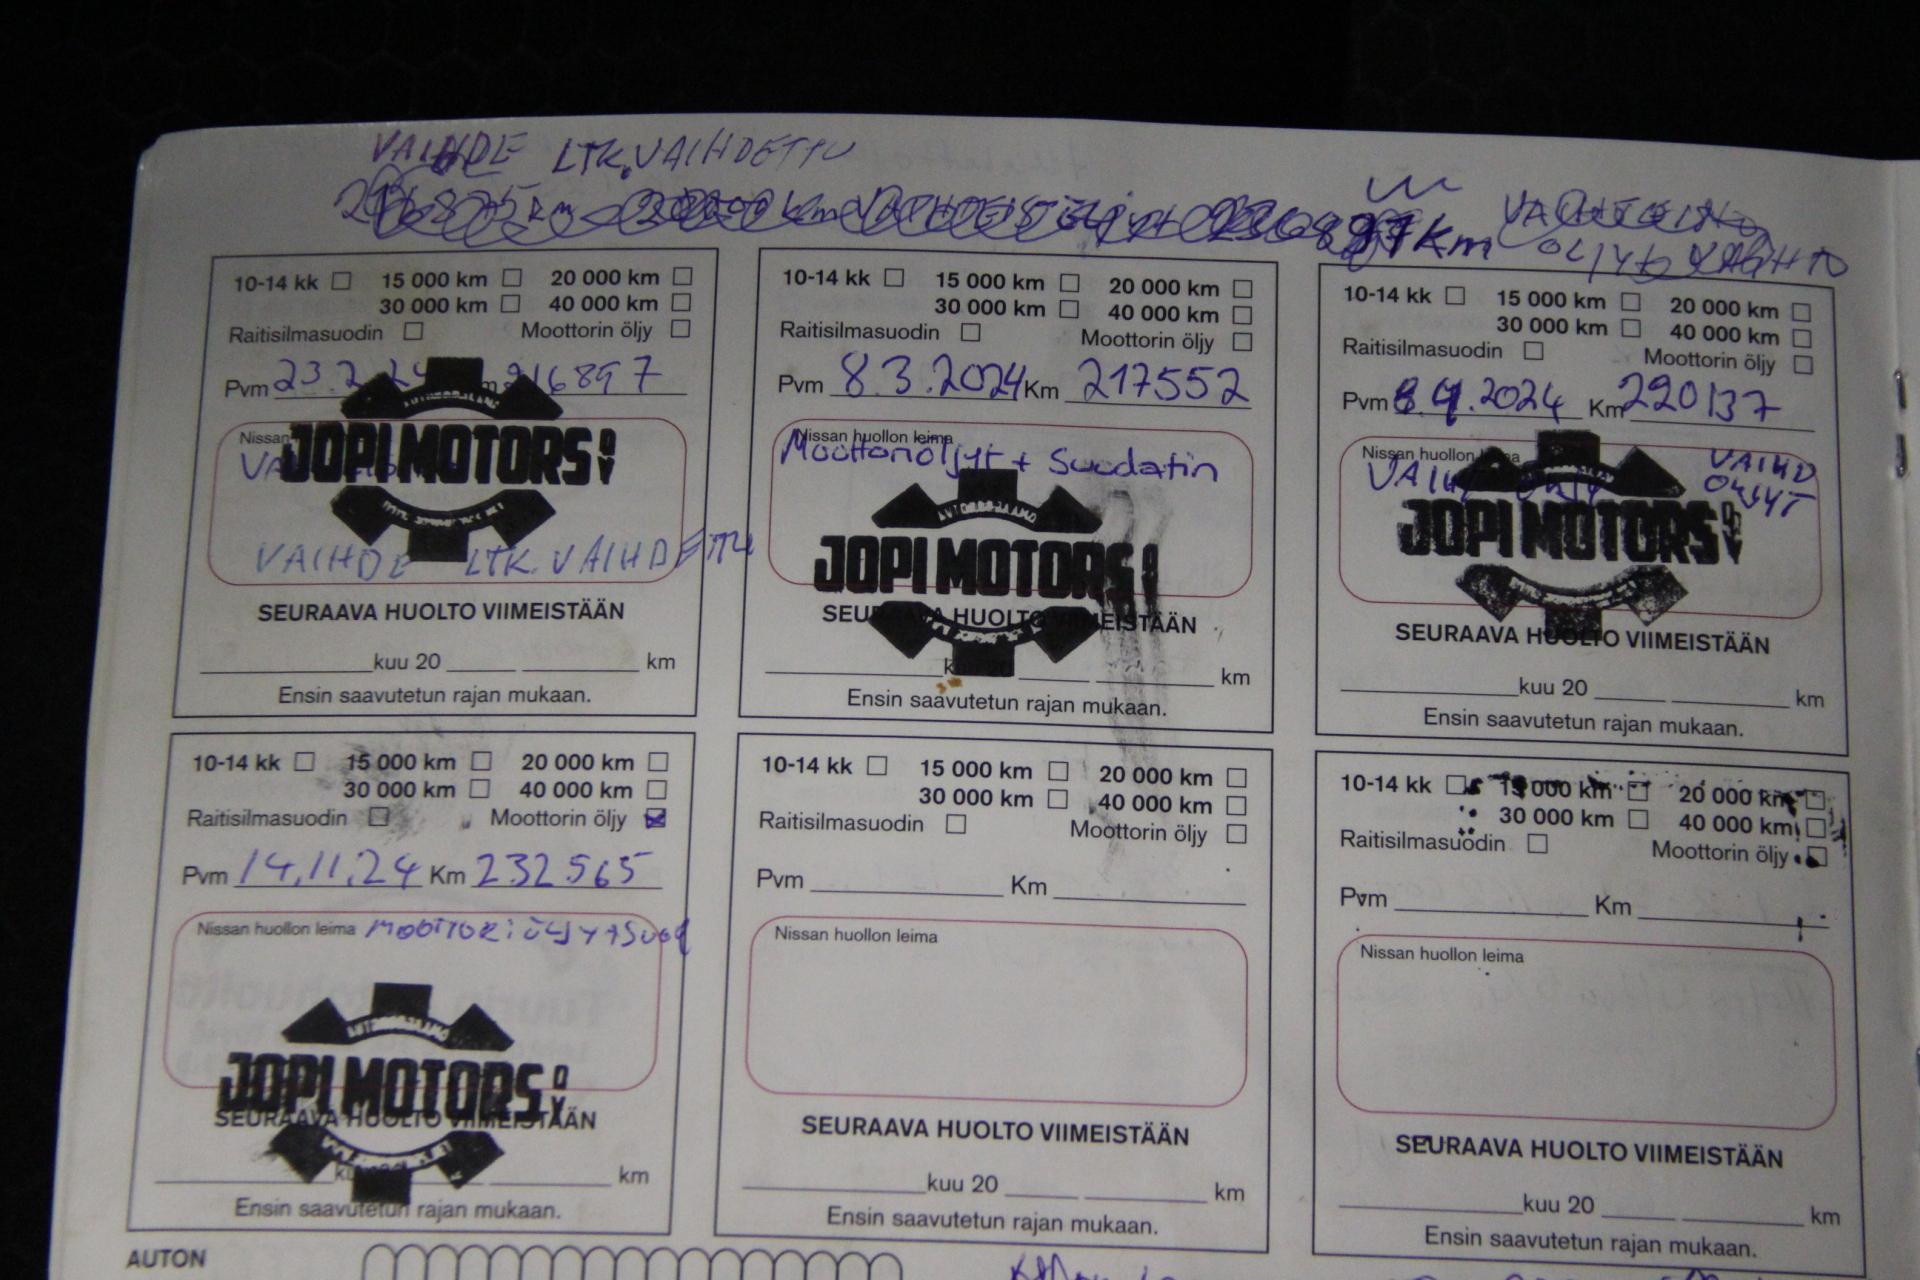 VAIHDE LTK. VAIHDETTU
Km
10-14 kk 15 000 km 20 000 km
30 000 km 40 000 km
Raitisilmasuodin Moottorin öljy
Pvm 23.2.24 216897
Nissan
JOPI MOTORS OY
VAIHDE LTK. VAIHDETTU
SEURAAVA HUOLTO VIIMEISTÄÄN
kuu 20 km
Ensin saavutetun rajan mukaan.
10-14 kk 15 000 km 20 000 km
30 000 km 40 000 km
Raitisilmasuodin Moottorin öljy
Pvm 8.3.2024 Km 217552
Nissan huollon leima
Moottoriöljyt + Suodatin
AUTOKORJAAMO
JOPI MOTORS OY
SEURAAVA HUOLTO VIIMEISTÄÄN
kuu 20 km
Ensin saavutetun rajan mukaan.
10-14 kk 15 000 km 20 000 km
30 000 km 40 000 km
Raitisilmasuodin Moottorin öljy
Pvm 8.4.2024 Km 220137
Nissan huollon leima
VAIHD
ÖLJYT
JOPI MOTORS OY
SEURAAVA HUOLTO VIIMEISTÄÄN
kuu 20 km
Ensin saavutetun rajan mukaan.
10-14 kk 15 000 km 20 000 km
30 000 km 40 000 km
Raitisilmasuodin Moottorin öljy
Pvm 14.11.24 Km 232565
Nissan huollon leima MOOTTORiÖLJYT+SUOD
AUTOKORJAAMO
JOPI MOTORS OY
SEURAAVA HUOLTO VIIMEISTÄÄN
kuu 20 km
Ensin saavutetun rajan mukaan.
10-14 kk 15 000 km 20 000 km
30 000 km 40 000 km
Raitisilmasuodin Moottorin öljy
Pvm Km
Nissan huollon leima
SEURAAVA HUOLTO VIIMEISTÄÄN
kuu 20 km
Ensin saavutetun rajan mukaan.
10-14 kk 15 000 km 20 000 km
30 000 km 40 000 km
Raitisilmasuodin Moottorin öljy
Pvm Km
Nissan huollon leima
SEURAAVA HUOLTO VIIMEISTÄÄN
kuu 20 km
Ensin saavutetun rajan mukaan.
AUTON